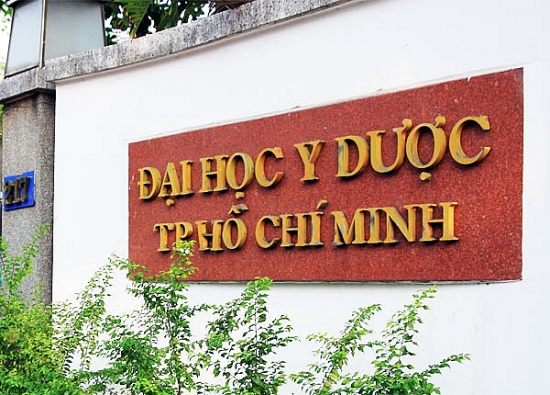 217
ĐẠI HỌC Y DƯỢC
TP. HỒ CHÍ MINH